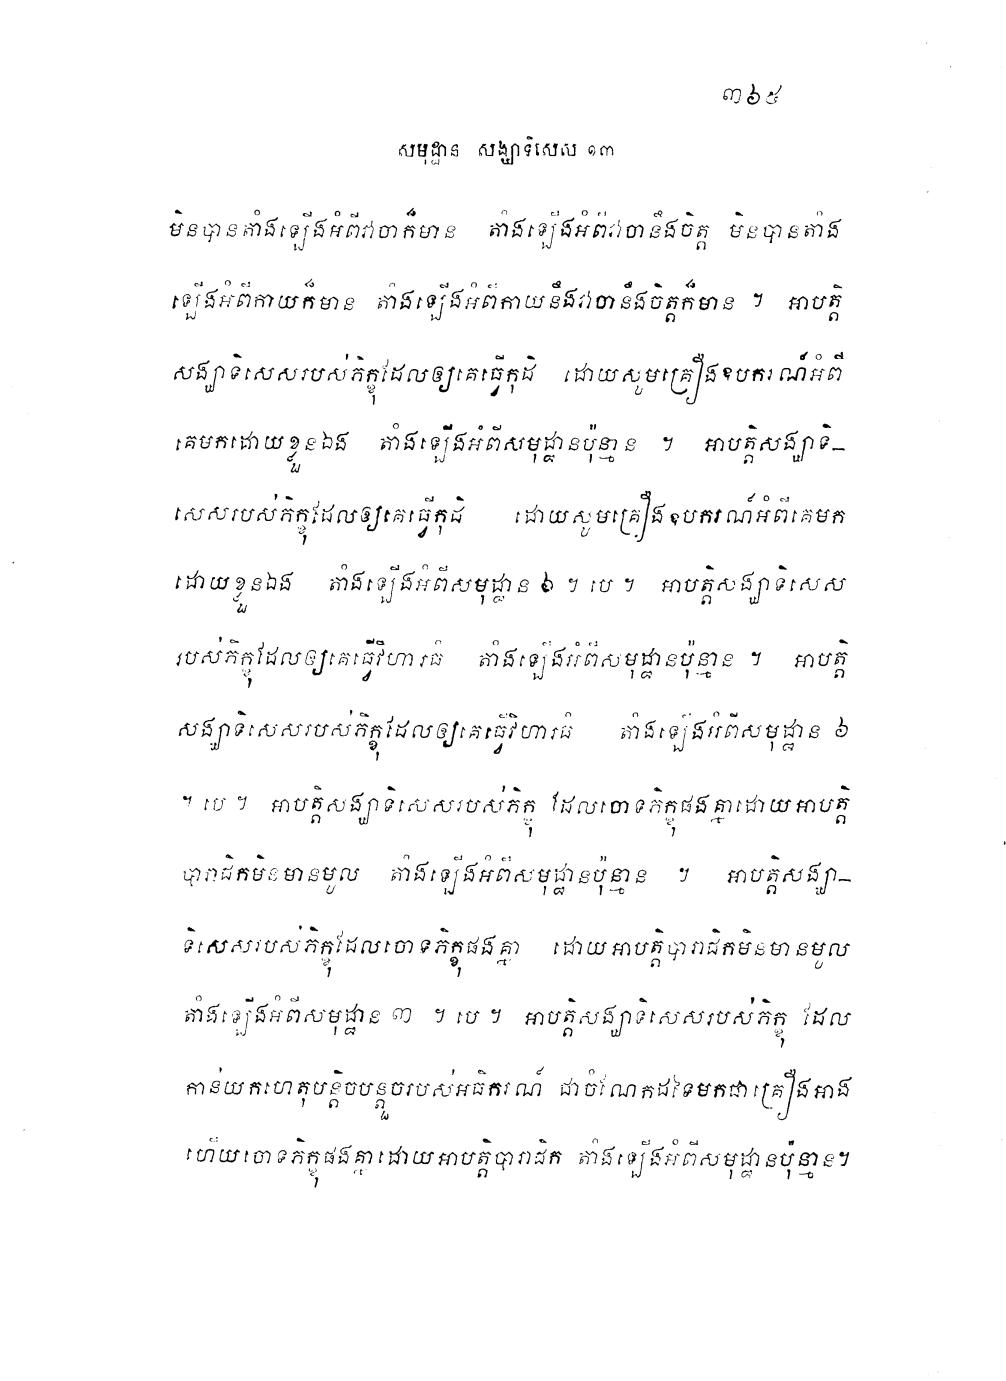 ៣៦៥
សមុដ្ឋាន សង្ឃាទិសេស ១៣
មិនបានតាំងឡើងអំពីវាចាក៏មាន តាំងឡើងអំពីវាចានឹងចិត្ត មិនបានតាំង
ឡើងអំពីកាយក៏មាន តាំងឡើងអំពីកាយនឹងវាចានឹងចិត្តក៏មាន ។ អាបត្តិ
សង្ឃាទិសេសរបស់ភិក្ខុដែលឲ្យគេធ្វើកុដិ ដោយសូមគ្រឿងឧបករណ៍អំពី
គេមកដោយខ្លួនឯង តាំងឡើងអំពីសមុដ្ឋានប៉ុន្មាន ។ អាបត្តិសង្ឃាទិ–
សេសរបស់ភិក្ខុដែលឲ្យគេធ្វើកុដិ ដោយសូមគ្រឿងឧបករណ៍អំពីគេមក
ដោយខ្លួនឯង តាំងឡើងអំពីសមុដ្ឋាន ៦ ។ បេ ។ អាបត្តិសង្ឃាទិសេស
របស់ភិក្ខុដែលឲ្យគេធ្វើវិហារធំ តាំងឡើងអំពីសមុដ្ឋានប៉ុន្មាន ។ អាបត្តិ
សង្ឃាទិសេសរបស់ភិក្ខុដែលឲ្យគេធ្វើវិហារធំ តាំងឡើងអំពីសមុដ្ឋាន ៦
។ បេ ។ អាបត្តិសង្ឃាទិសេសរបស់ភិក្ខុ ដែលចោទភិក្ខុផងគ្នាដោយអាបត្តិ
បារាជិកមិនមានមូល តាំងឡើងអំពីសមុដ្ឋានប៉ុន្មាន ។ អាបត្តិសង្ឃា–
ទិសេសរបស់ភិក្ខុដែលចោទភិក្ខុផងគ្នា ដោយអាបត្តិបារាជិកមិនមានមូល
តាំងឡើងអំពីសមុដ្ឋាន ៣ ។ បេ ។ អាបត្តិសង្ឃាទិសេសរបស់ភិក្ខុ ដែល
កាន់យកហេតុបន្តិចបន្តួចរបស់អធិករណ៍ ជាចំណែកដទៃមកជាគ្រឿងអាង
ហើយចោទភិក្ខុផងគ្នាដោយអាបត្តិបារាជិក តាំងឡើងអំពីសមុដ្ឋានប៉ុន្មាន។